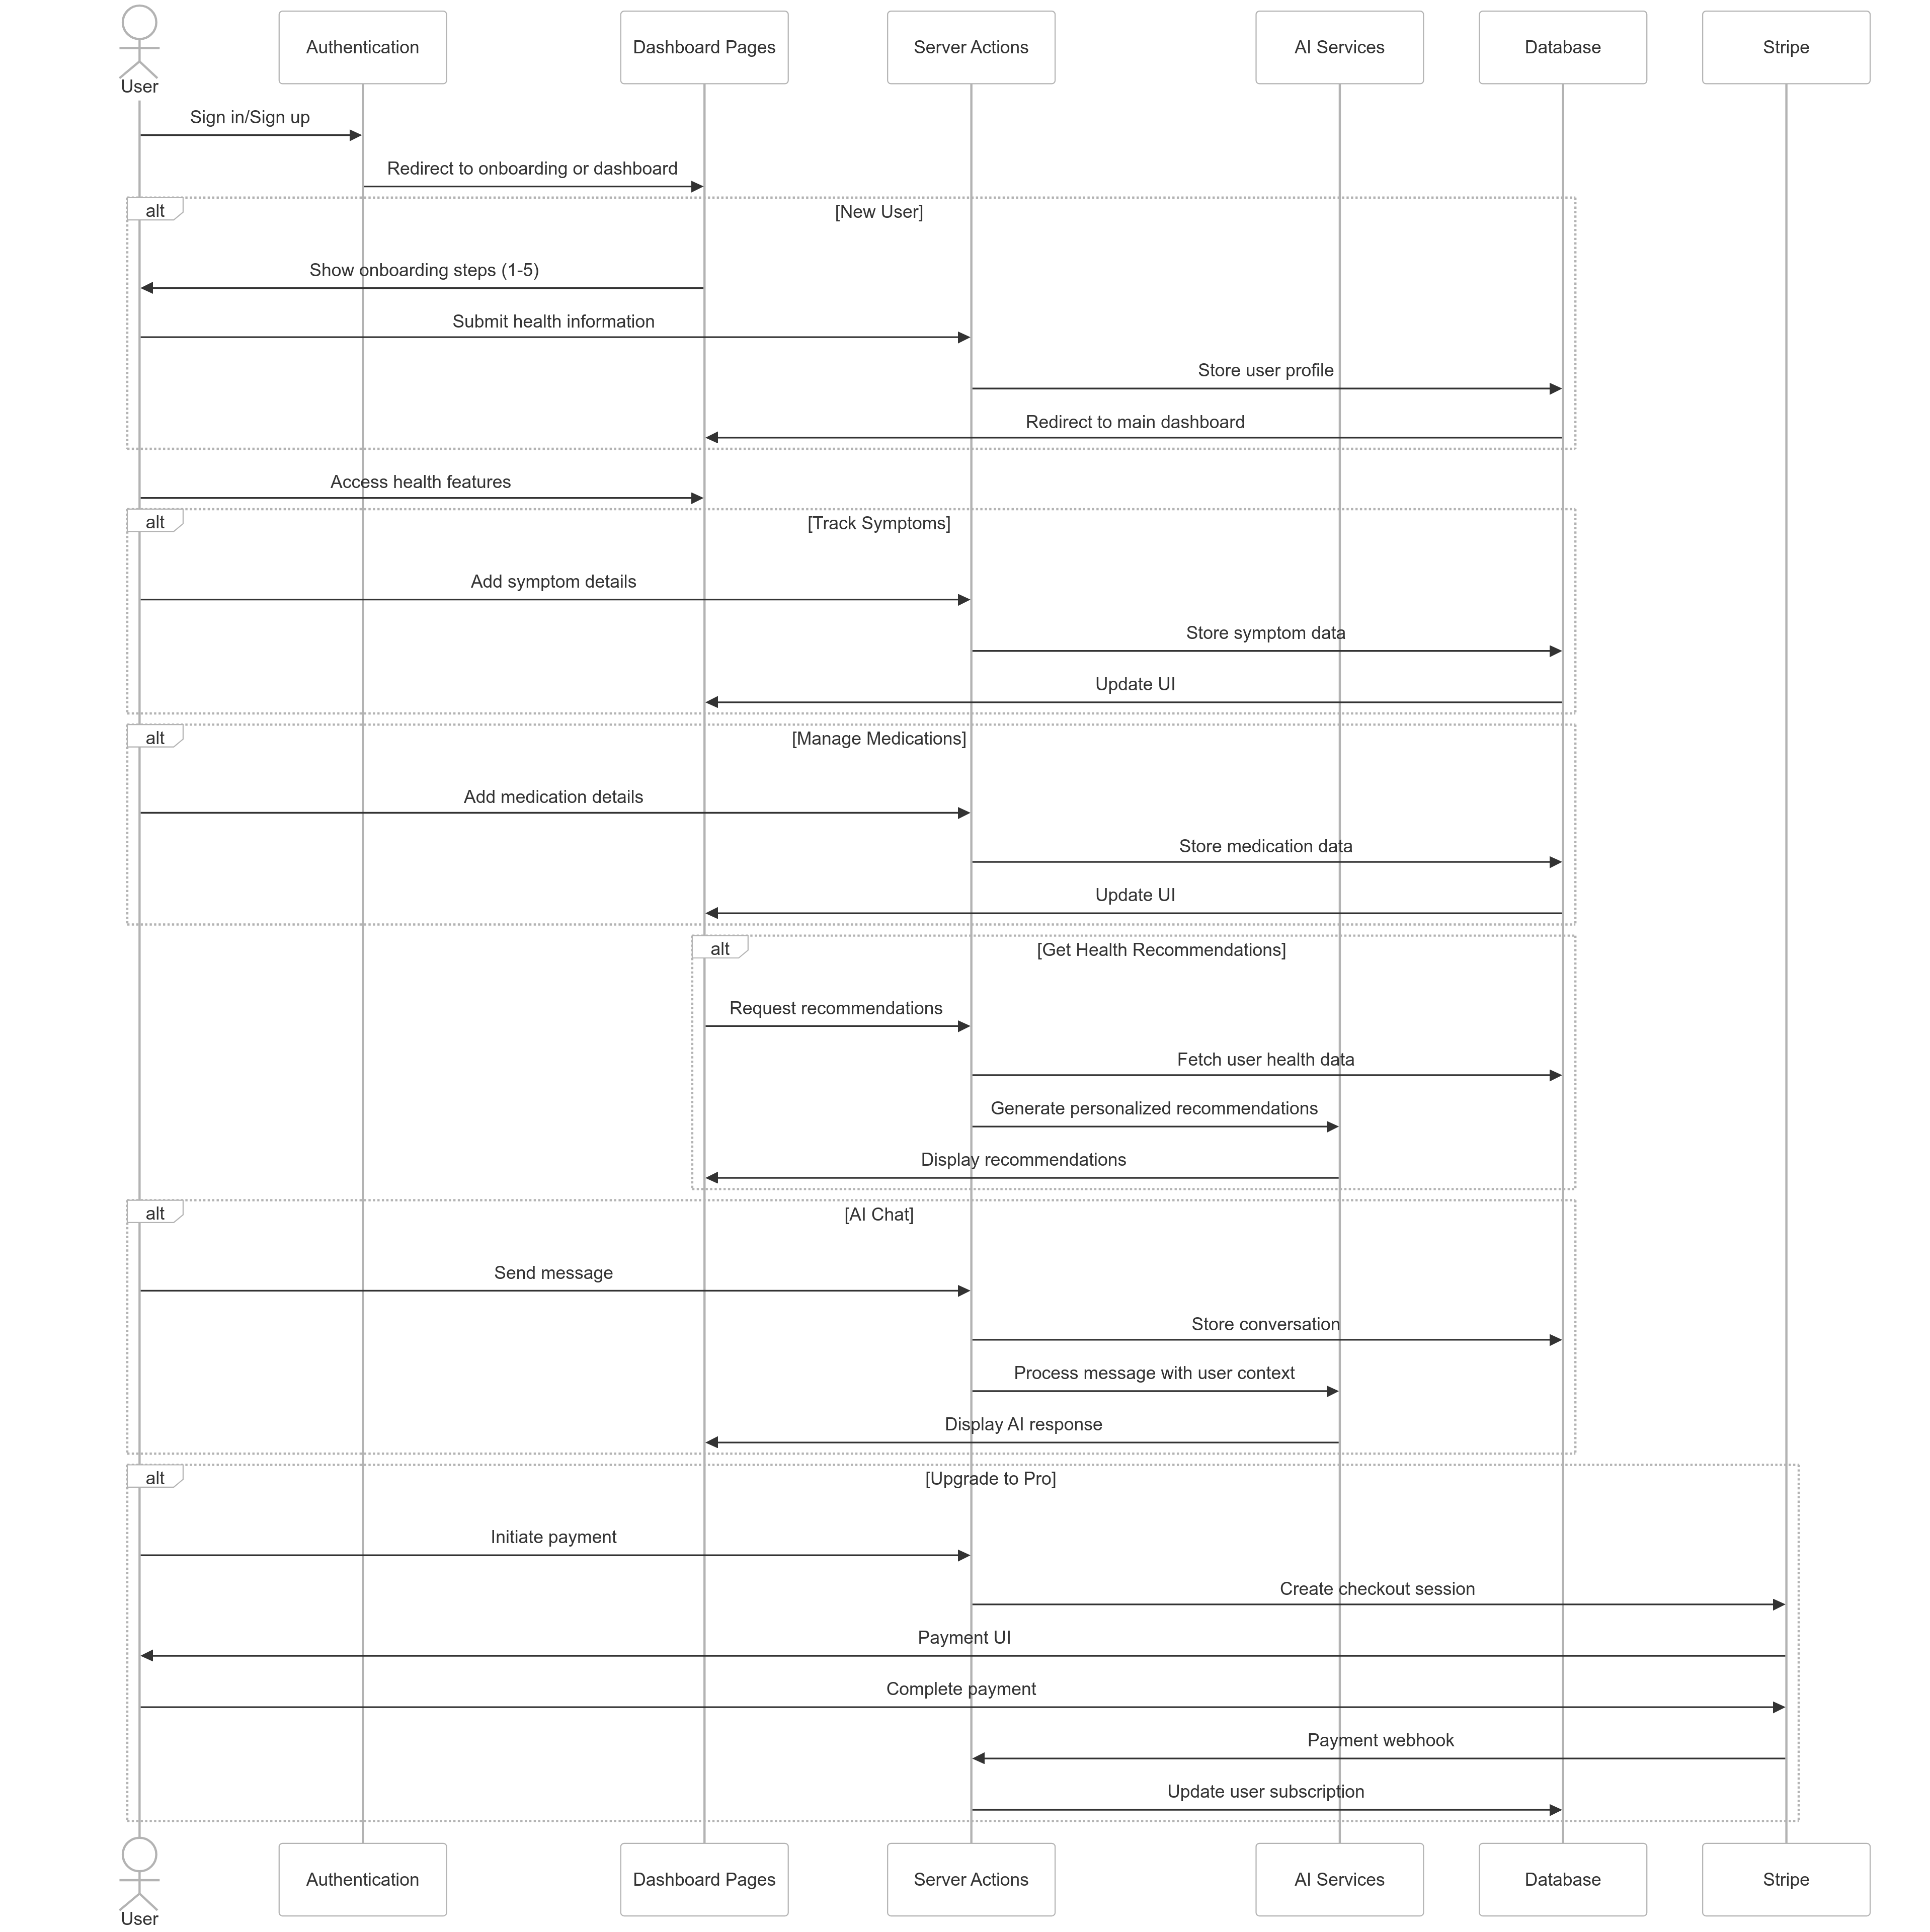 User
Authentication
Dashboard Pages
Server Actions
AI Services
Database
Stripe
Sign in/Sign up
Redirect to onboarding or dashboard
alt
[New User]
Show onboarding steps (1-5)
Submit health information
Store user profile
Redirect to main dashboard
Access health features
alt
[Track Symptoms]
Add symptom details
Store symptom data
Update UI
alt
[Manage Medications]
Add medication details
Store medication data
Update UI
alt
[Get Health Recommendations]
Request recommendations
Fetch user health data
Generate personalized recommendations
Display recommendations
alt
[AI Chat]
Send message
Store conversation
Process message with user context
Display AI response
alt
[Upgrade to Pro]
Initiate payment
Create checkout session
Payment UI
Complete payment
Payment webhook
Update user subscription
User
Authentication
Dashboard Pages
Server Actions
AI Services
Database
Stripe